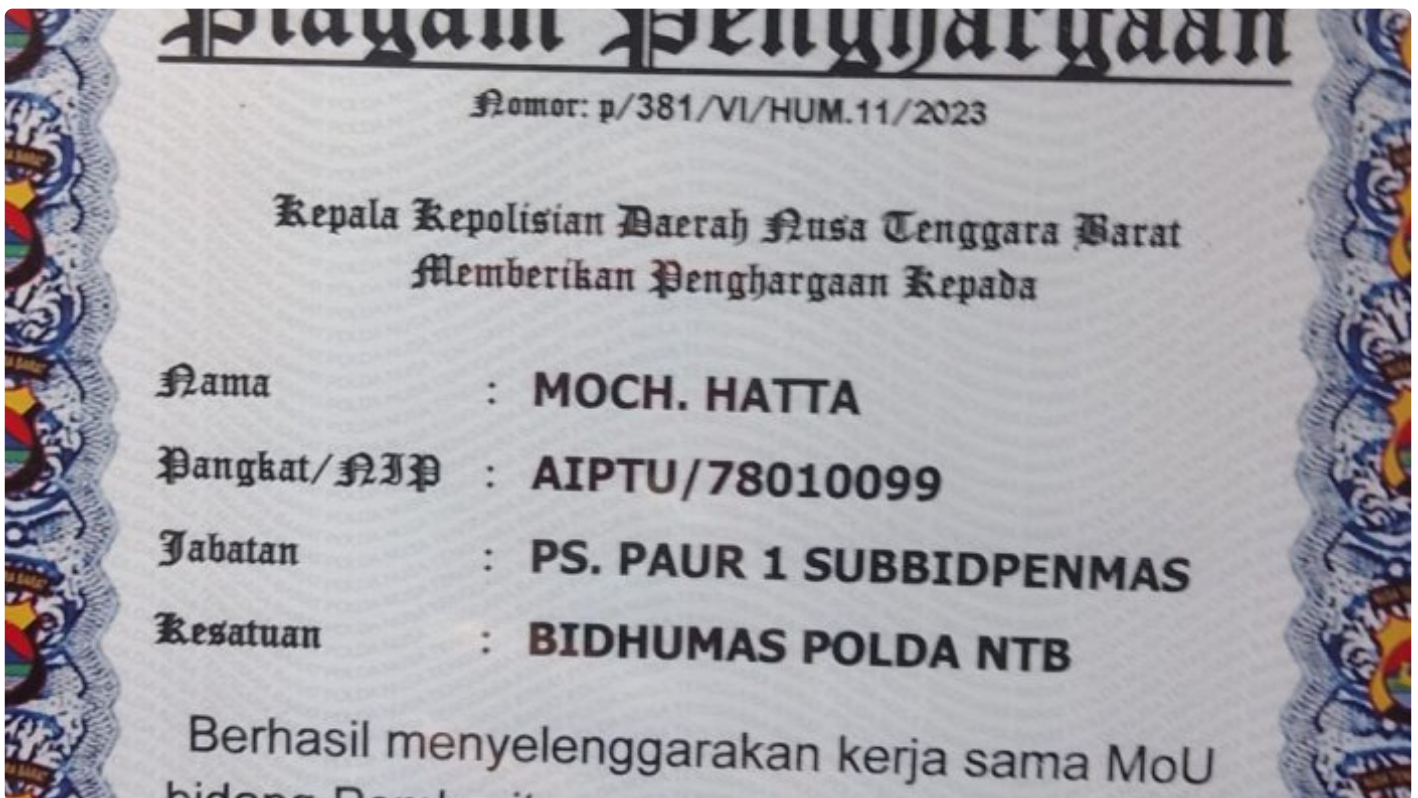 Piagam Penghargaan
Nomor: p/381/VI/HUM.11/2023
Kepala Kepolisian Daerah Nusa Tenggara Barat
Memberikan Penghargaan Kepada
Nama : MOCH. HATTA
Pangkat/NIP : AIPTU/78010099
Jabatan : PS. PAUR 1 SUBBIDPENMAS
Kesatuan : BIDHUMAS POLDA NTB
Berhasil menyelenggarakan kerja sama MoU
bidang